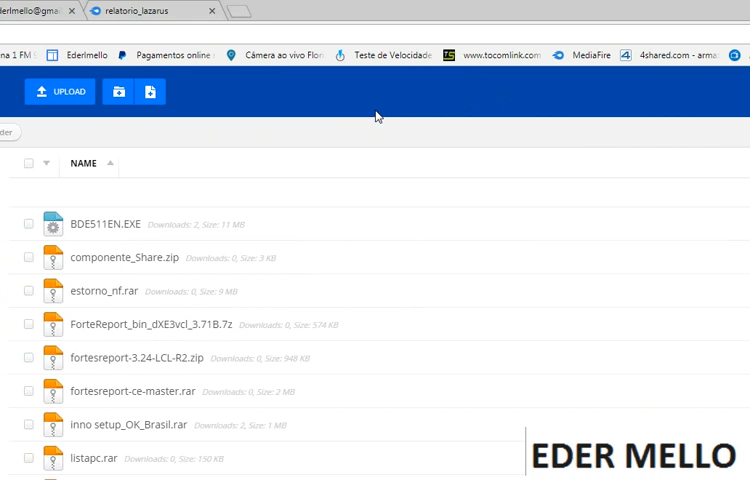 derlmello@gma
relatorio_lazarus
na 1 FM
Ederlmello
Pagamentos online
Câmera ao vivo Flor
Teste de Velocidade
www.tocomlink.com
MediaFire
4shared.com - arma
UPLOAD
der
NAME
BDE511EN.EXE Downloads: 2, Size: 11 MB
componente_Share.zip Downloads: 0, Size: 3 KB
estorno_nf.rar Downloads: 0, Size: 9 MB
ForteReport_bin_dXE3vcl_3.71B.7z Downloads: 0, Size: 574 KB
fortesreport-3.24-LCL-R2.zip Downloads: 0, Size: 948 KB
fortesreport-ce-master.rar Downloads: 0, Size: 2 MB
inno setup_OK_Brasil.rar Downloads: 2, Size: 1 MB
listapc.rar Downloads: 0, Size: 150 KB
EDER MELLO